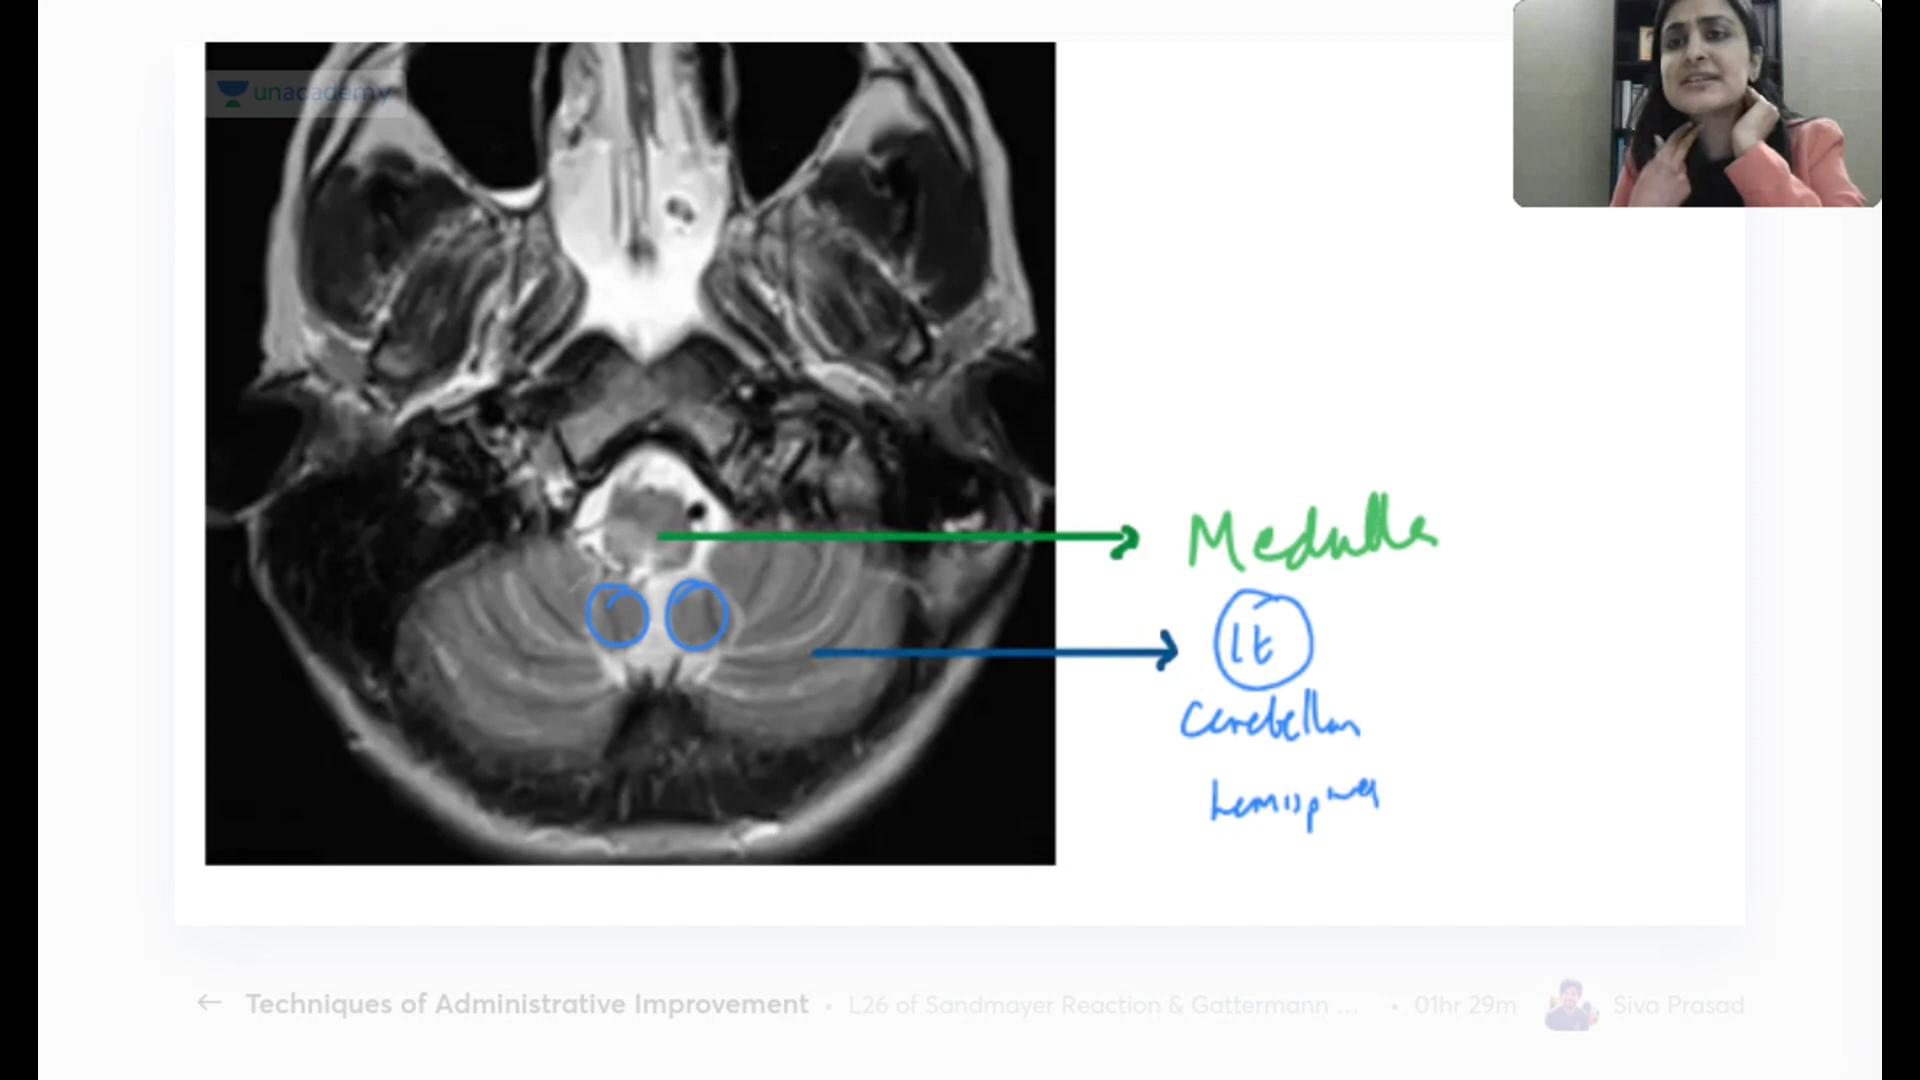 unacademy
Medulla
Lt
Cerebellar
hemisphere
← Techniques of Administrative Improvement • L26 of Sandmayer Reaction & Gattermann ... • 01hr 29m Siva Prasad